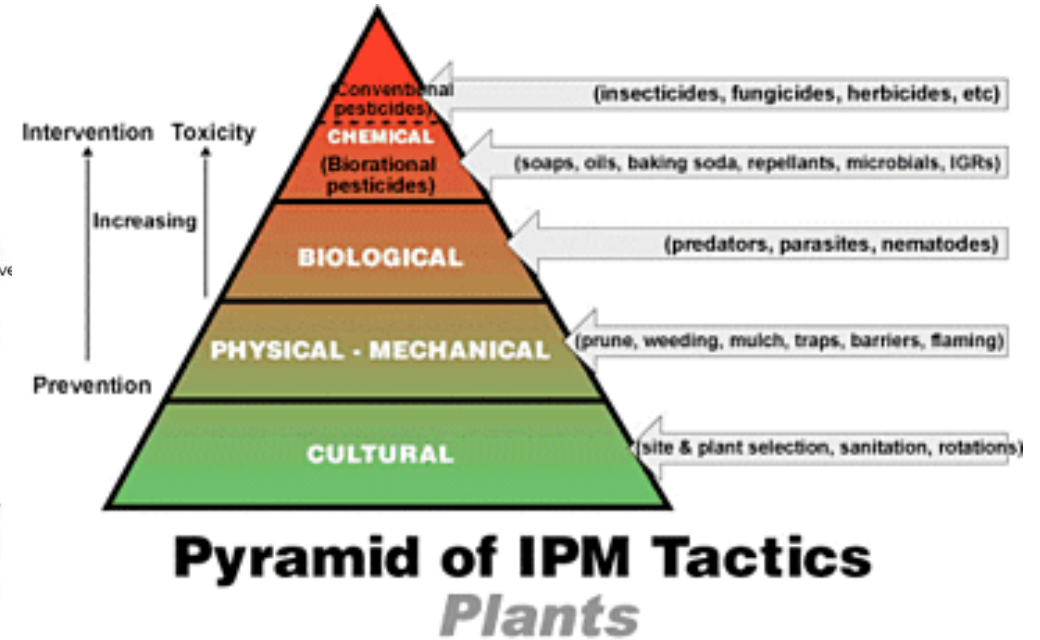 (Conventional
pesticides)
(insecticides, fungicides, herbicides, etc)
Intervention Toxicity
CHEMICAL
(Biorational
pesticides)
(soaps, oils, baking soda, repellants, microbials, IGRs)
Increasing
BIOLOGICAL
(predators, parasites, nematodes)
PHYSICAL - MECHANICAL
(prune, weeding, mulch, traps, barriers, flaming)
Prevention
CULTURAL
(site & plant selection, sanitation, rotations)
Pyramid of IPM Tactics
Plants